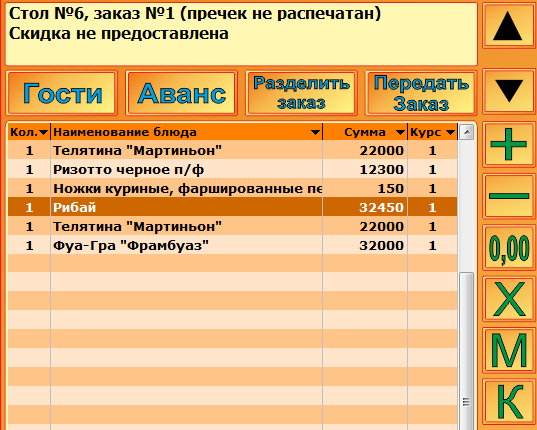 Стол №6, заказ №1 (пречек не распечатан)
Скидка не предоставлена
Гости Аванс Разделить заказ Передать Заказ
Кол. Наименование блюда Сумма Курс
1 Телятина "Мартиньон" 22000 1
1 Ризотто черное п/ф 12300 1
1 Ножки куриные, фаршированные пе 150 1
1 Рибай 32450 1
1 Телятина "Мартиньон" 22000 1
1 Фуа-Гра "Фрамбуаз" 32000 1
+
—
0,00
X
М
К